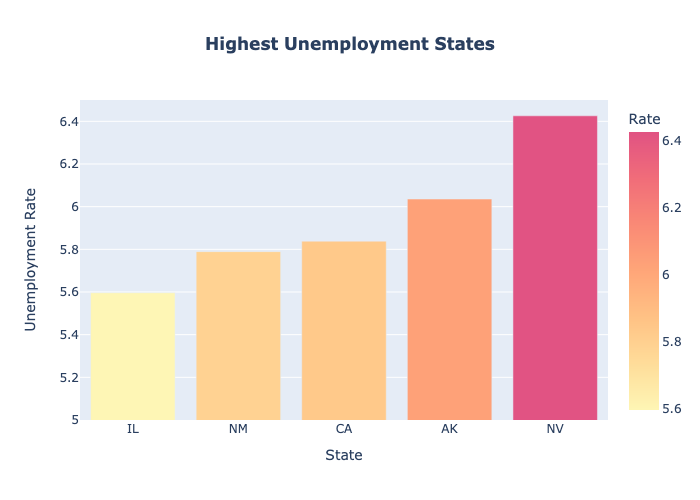 Highest Unemployment States
Unemployment Rate
6.4
6.2
6
5.8
5.6
5.4
5.2
5
IL NM CA AK NV
State
Rate
6.4
6.2
6
5.8
5.6